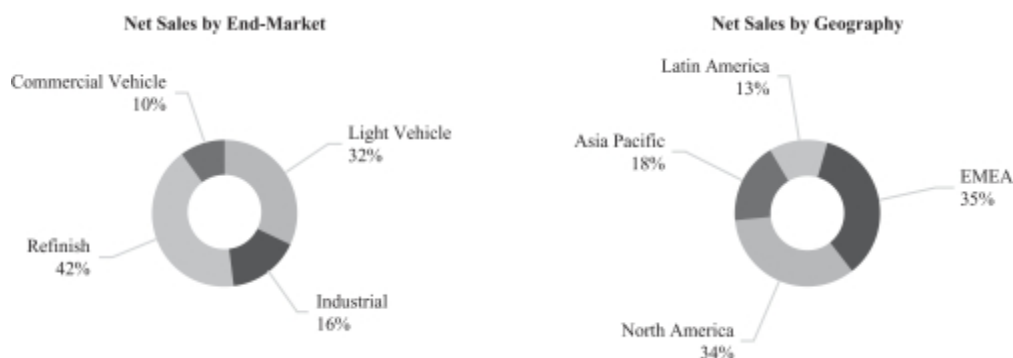 Net Sales by End-Market
Commercial Vehicle
10%
Light Vehicle
32%
Refinish
42%
Industrial
16%
Net Sales by Geography
Latin America
13%
Asia Pacific
18%
EMEA
35%
North America
34%